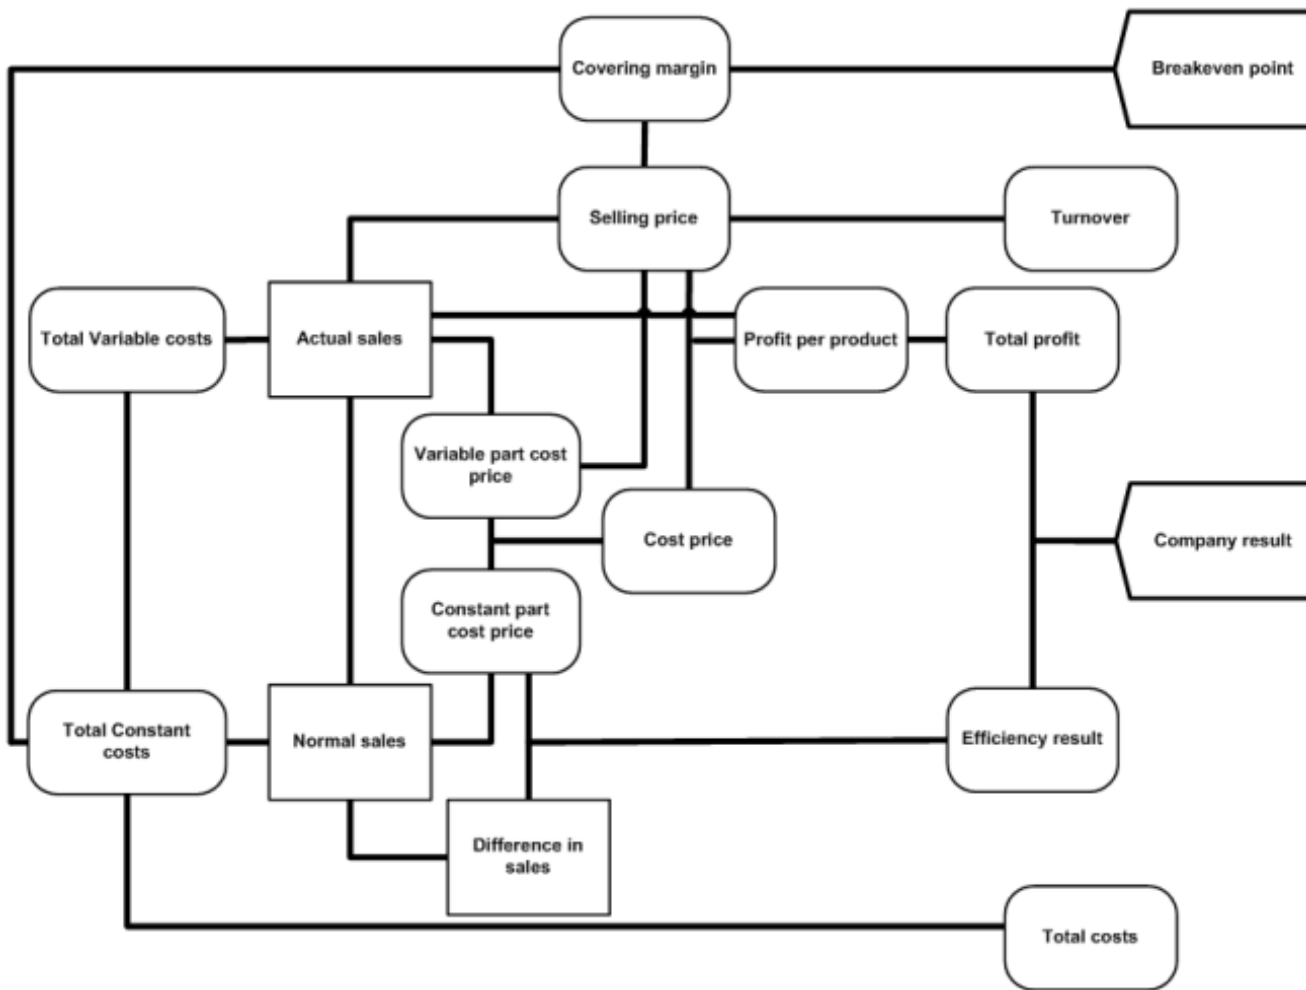 Covering margin
Breakeven point
Selling price
Turnover
Total Variable costs
Actual sales
Profit per product
Total profit
Variable part cost
price
Cost price
Company result
Constant part
cost price
Total Constant
costs
Normal sales
Efficiency result
Difference in
sales
Total costs